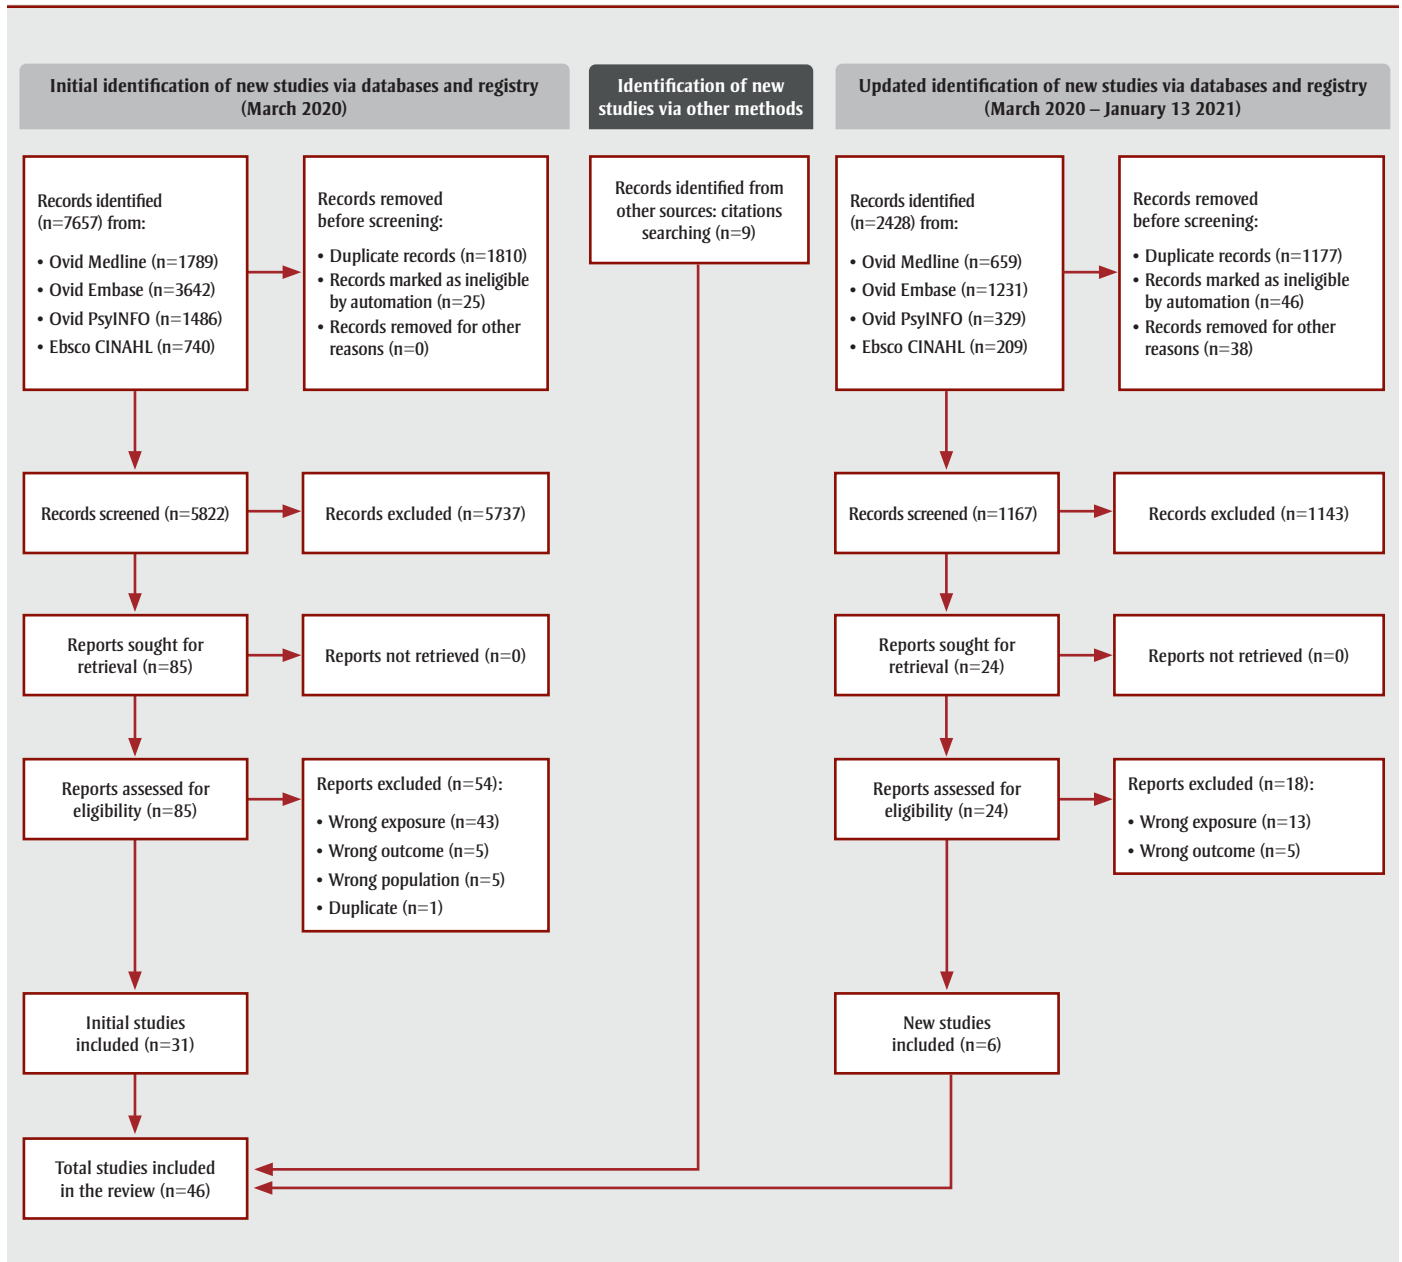 Initial identification of new studies via databases and registry
(March 2020)
Identification of new
studies via other methods
Updated identification of new studies via databases and registry
(March 2020 – January 13 2021)
Records identified
(n=7657) from:
• Ovid Medline (n=1789)
• Ovid Embase (n=3642)
• Ovid PsyINFO (n=1486)
• Ebsco CINAHL (n=740)
Records removed
before screening:
• Duplicate records (n=1810)
• Records marked as ineligible
by automation (n=25)
• Records removed for other
reasons (n=0)
Records identified from
other sources: citations
searching (n=9)
Records identified
(n=2428) from:
• Ovid Medline (n=659)
• Ovid Embase (n=1231)
• Ovid PsyINFO (n=329)
• Ebsco CINAHL (n=209)
Records removed
before screening:
• Duplicate records (n=1177)
• Records marked as ineligible
by automation (n=46)
• Records removed for other
reasons (n=38)
Records screened (n=5822)
Records excluded (n=5737)
Records screened (n=1167)
Records excluded (n=1143)
Reports sought for
retrieval (n=85)
Reports not retrieved (n=0)
Reports sought for
retrieval (n=24)
Reports not retrieved (n=0)
Reports assessed for
eligibility (n=85)
Reports excluded (n=54):
• Wrong exposure (n=43)
• Wrong outcome (n=5)
• Wrong population (n=5)
• Duplicate (n=1)
Reports assessed for
eligibility (n=24)
Reports excluded (n=18):
• Wrong exposure (n=13)
• Wrong outcome (n=5)
Initial studies
included (n=31)
New studies
included (n=6)
Total studies included
in the review (n=46)